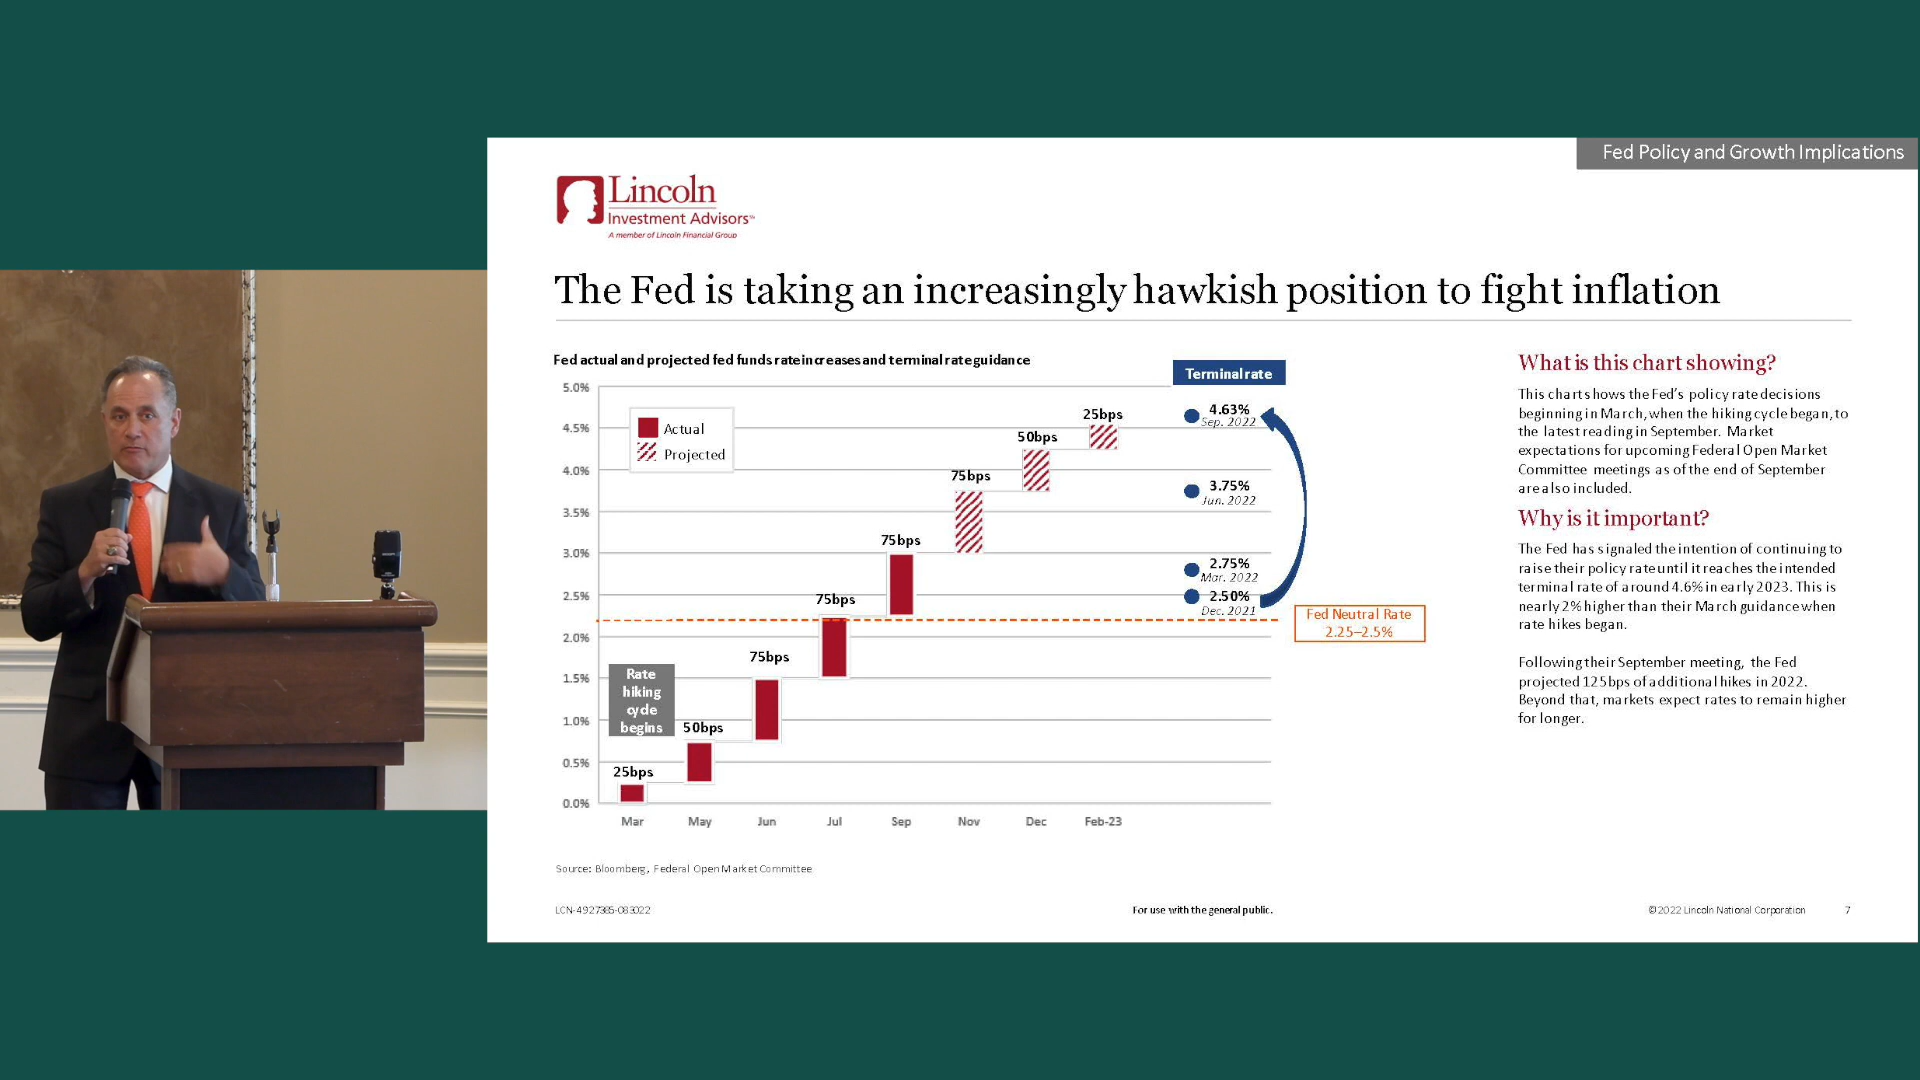 Fed Policy and Growth Implications
Lincoln
Investment Advisors℠
A member of Lincoln Financial Group
The Fed is taking an increasingly hawkish position to fight inflation
Fed actual and projected fed funds rate increases and terminal rate guidance
Terminal rate
5.0%
4.5%
4.0%
3.5%
3.0%
2.5%
2.0%
1.5%
1.0%
0.5%
0.0%
Actual
Projected
Rate
hiking
cycle
begins
25bps
50bps
75bps
75bps
75bps
75bps
50bps
25bps
4.63%
Sep. 2022
3.75%
Jun. 2022
2.75%
Mar. 2022
2.50%
Dec. 2021
Fed Neutral Rate
2.25–2.5%
Mar May Jun Jul Sep Nov Dec Feb-23
What is this chart showing?
This chart shows the Fed's policy rate decisions
beginning in March, when the hiking cycle began, to
the latest reading in September. Market
expectations for upcoming Federal Open Market
Committee meetings as of the end of September
are also included.
Why is it important?
The Fed has signaled the intention of continuing to
raise their policy rate until it reaches the intended
terminal rate of around 4.6% in early 2023. This is
nearly 2% higher than their March guidance when
rate hikes began.
Following their September meeting, the Fed
projected 125bps of additional hikes in 2022.
Beyond that, markets expect rates to remain higher
for longer.
Source: Bloomberg, Federal Open Market Committee
LCN-4927385-083022
For use with the general public.
©2022 Lincoln National Corporation
7